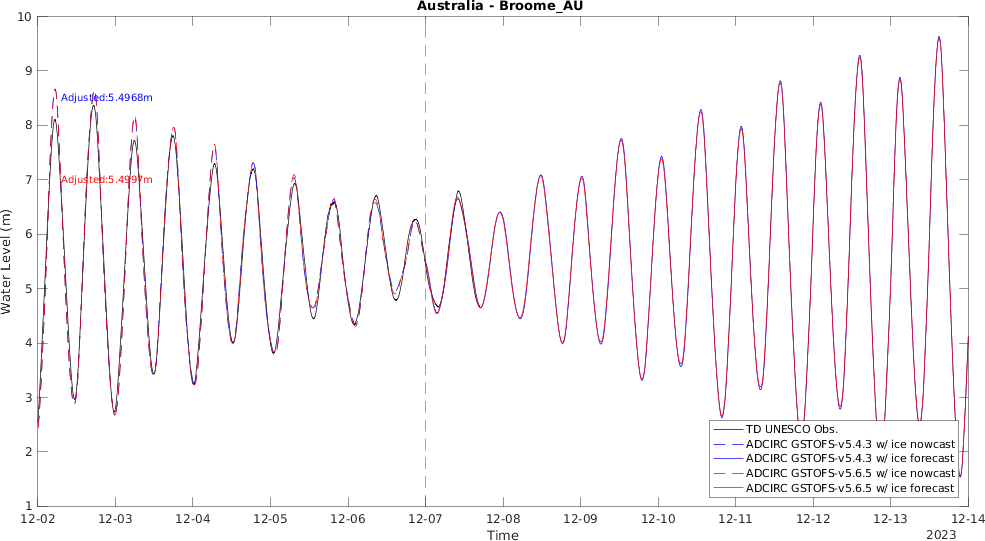 Australia - Broome_AU
10
9
Adjusted:5.4968m
8
Adjusted:5.4997m
7
6
5
4
3
2
1
Water Level (m)
TD UNESCO Obs.
ADCIRC GSTOFS-v5.4.3 w/ ice nowcast
ADCIRC GSTOFS-v5.4.3 w/ ice forecast
ADCIRC GSTOFS-v5.6.5 w/ ice nowcast
ADCIRC GSTOFS-v5.6.5 w/ ice forecast
12-02 12-03 12-04 12-05 12-06 12-07 12-08 12-09 12-10 12-11 12-12 12-13 12-14
Time
2023